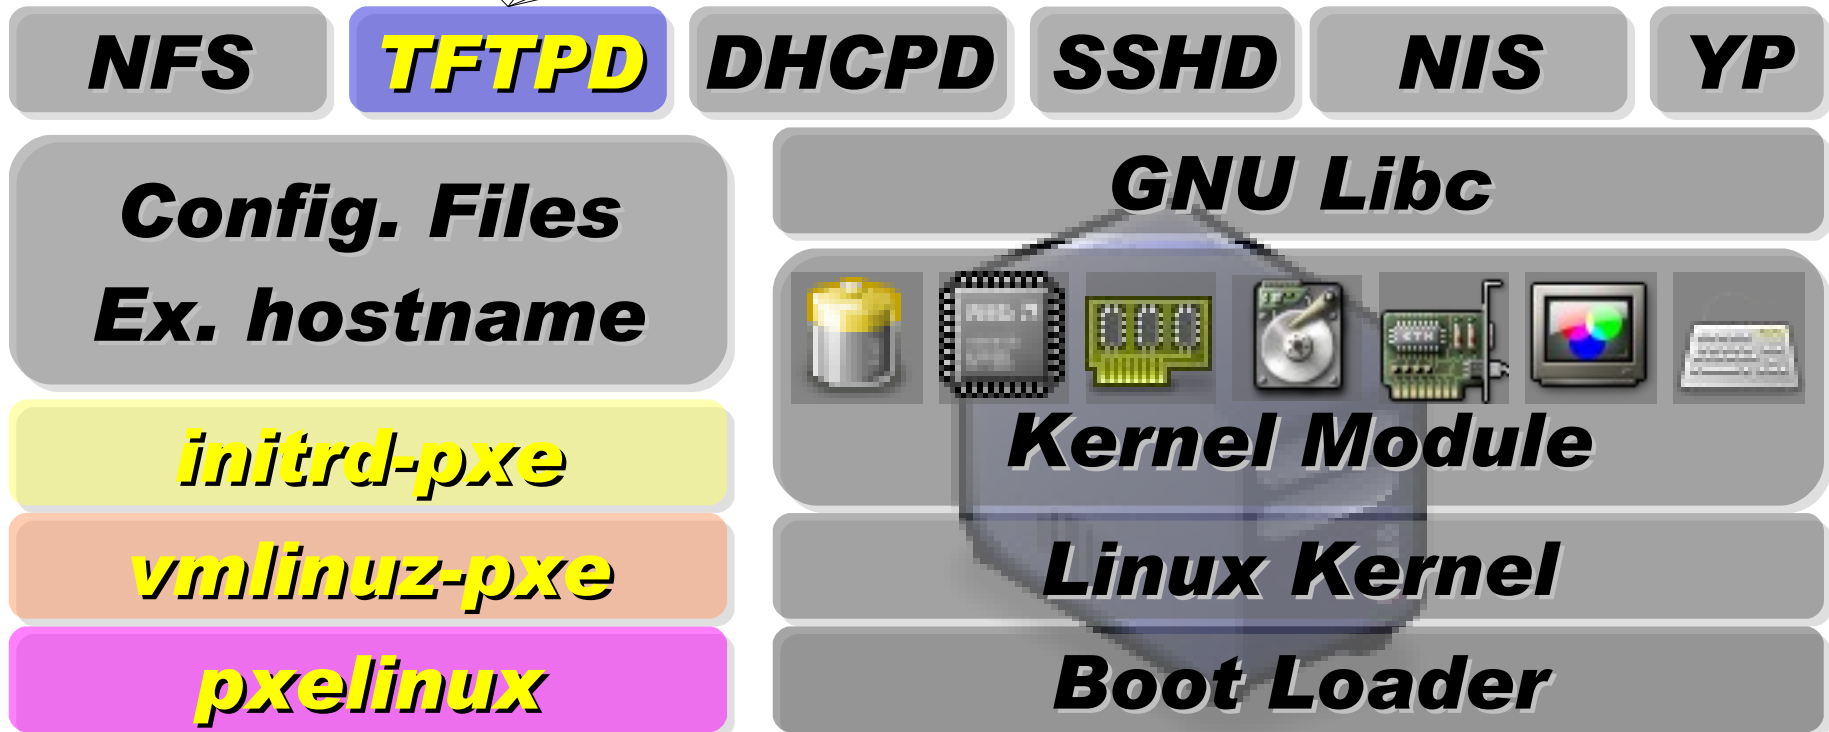 NFS
TFTPD
DHCPD
SSHD
NIS
YP
Config. Files
Ex. hostname
initrd-pxe
vmlinuz-pxe
pxelinux
GNU Libc
Kernel Module
Linux Kernel
Boot Loader